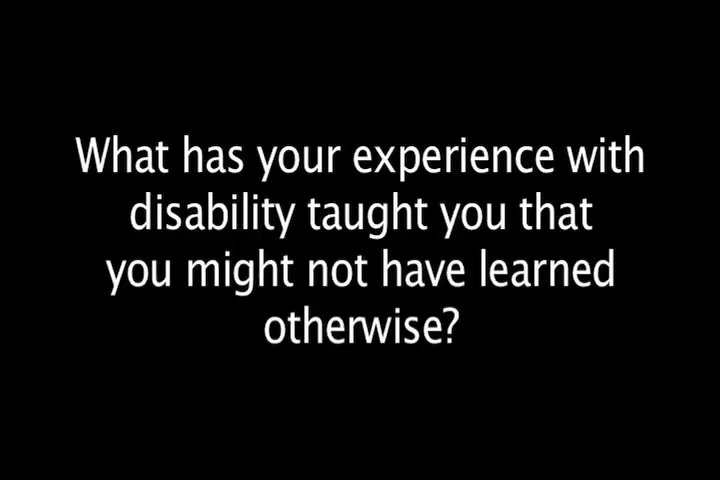 What has your experience with
disability taught you that
you might not have learned
otherwise?